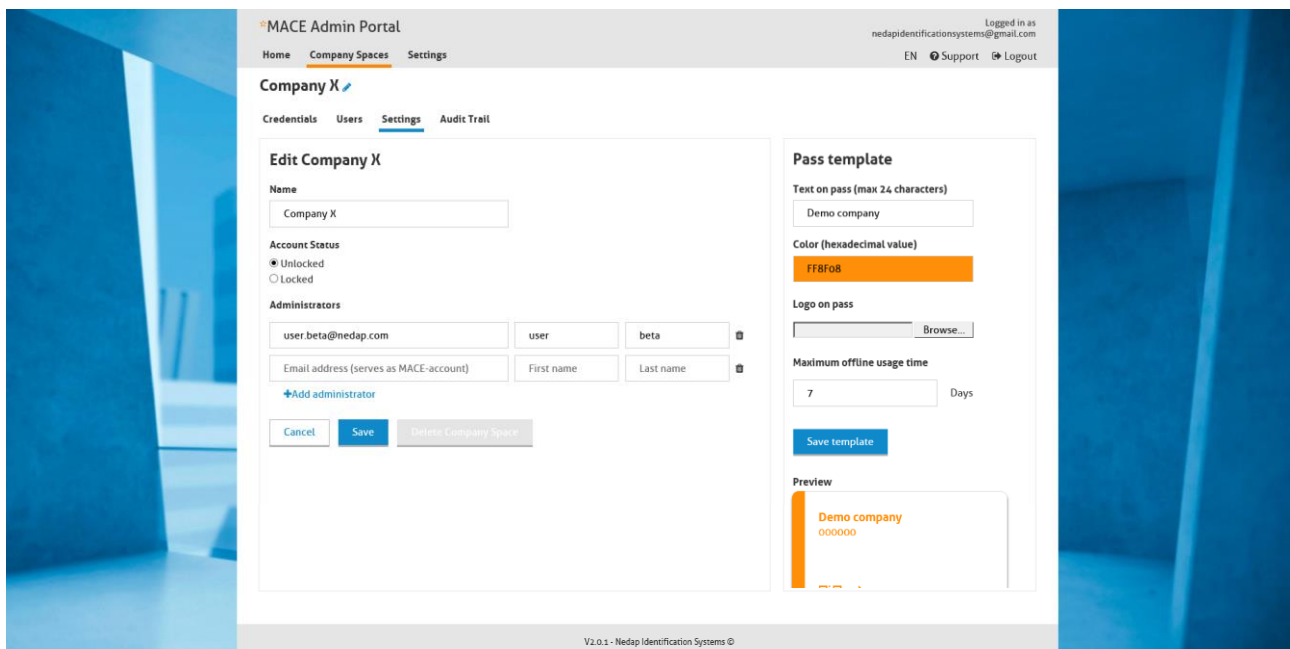 MACE Admin Portal
Logged in as
nedapidentificationsystems@gmail.com
Home Company Spaces Settings
EN Support Logout
Company X
Credentials Users Settings Audit Trail
Edit Company X
Name
Company X
Account Status
Unlocked
Locked
Administrators
user.beta@nedap.com user beta
Email address (serves as MACE-account) First name Last name
+Add administrator
Cancel Save Delete Company Space
Pass template
Text on pass (max 24 characters)
Demo company
Color (hexadecimal value)
FF8F08
Logo on pass
Browse...
Maximum offline usage time
7 Days
Save template
Preview
Demo company
000000
V2.0.1 - Nedap Identification Systems ©